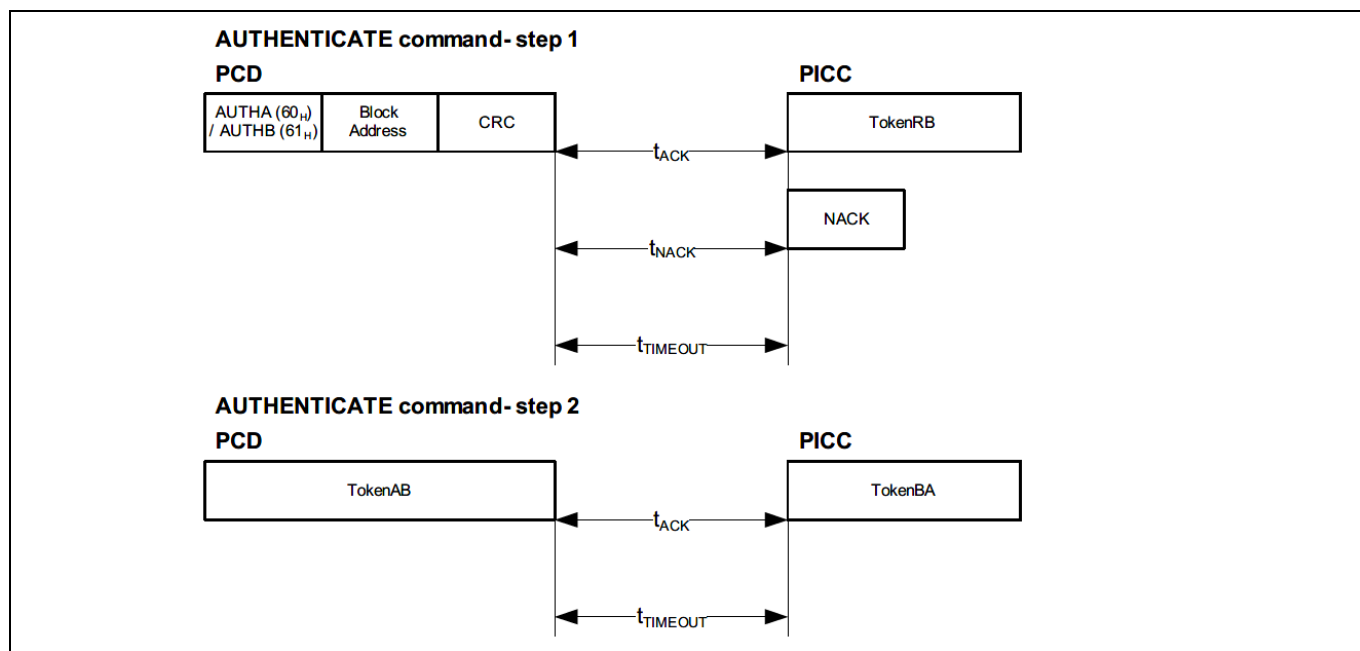 AUTHENTICATE command- step 1
PCD
PICC
AUTHA (60H)
/ AUTHB (61H)
Block
Address
CRC
TokenRB
tACK
NACK
tNACK
tTIMEOUT
AUTHENTICATE command- step 2
PCD
PICC
TokenAB
TokenBA
tACK
tTIMEOUT